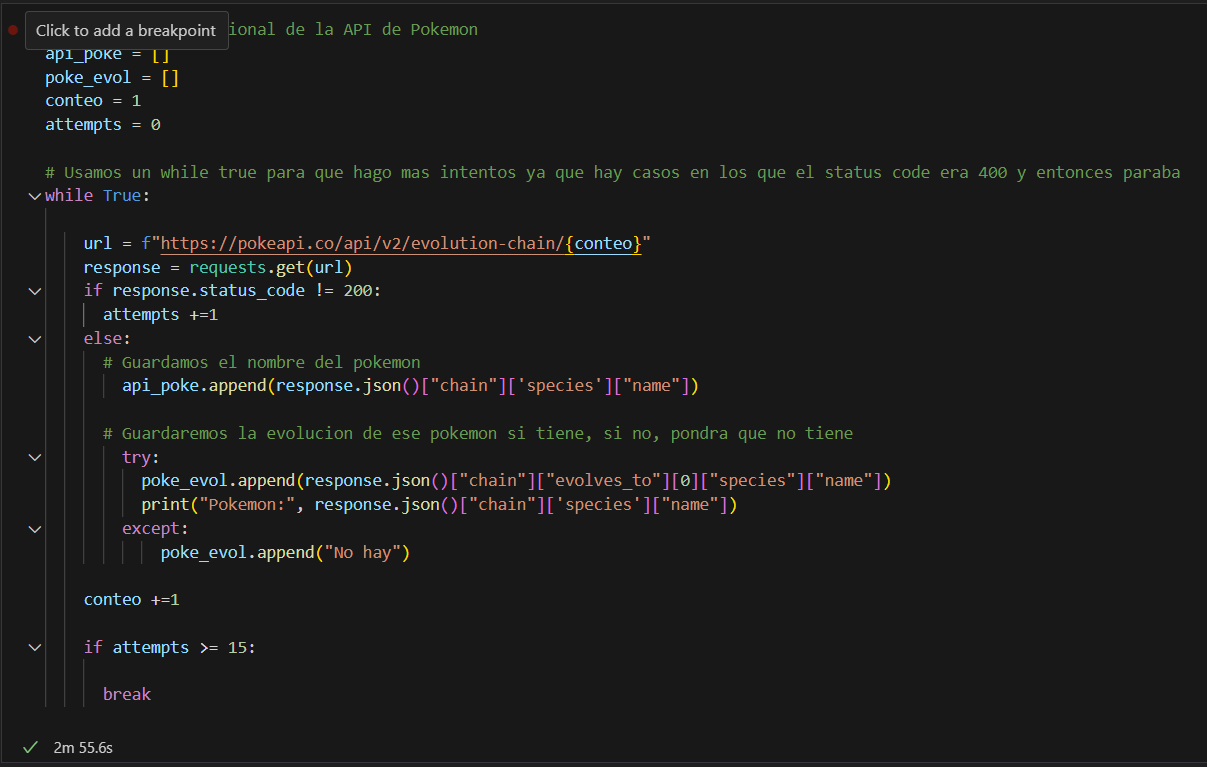 Click to add a breakpoint ional de la API de Pokemon
api_poke = []
poke_evol = []
conteo = 1
attempts = 0
# Usamos un while true para que hago mas intentos ya que hay casos en los que el status code era 400 y entonces paraba
while True:
url = f"https://pokeapi.co/api/v2/evolution-chain/{conteo}"
response = requests.get(url)
if response.status_code != 200:
attempts +=1
else:
# Guardamos el nombre del pokemon
api_poke.append(response.json()["chain"]['species']["name"])
# Guardaremos la evolucion de ese pokemon si tiene, si no, pondra que no tiene
try:
poke_evol.append(response.json()["chain"]["evolves_to"][0]["species"]["name"])
print("Pokemon:", response.json()["chain"]['species']["name"])
except:
poke_evol.append("No hay")
conteo +=1
if attempts >= 15:
break
2m 55.6s